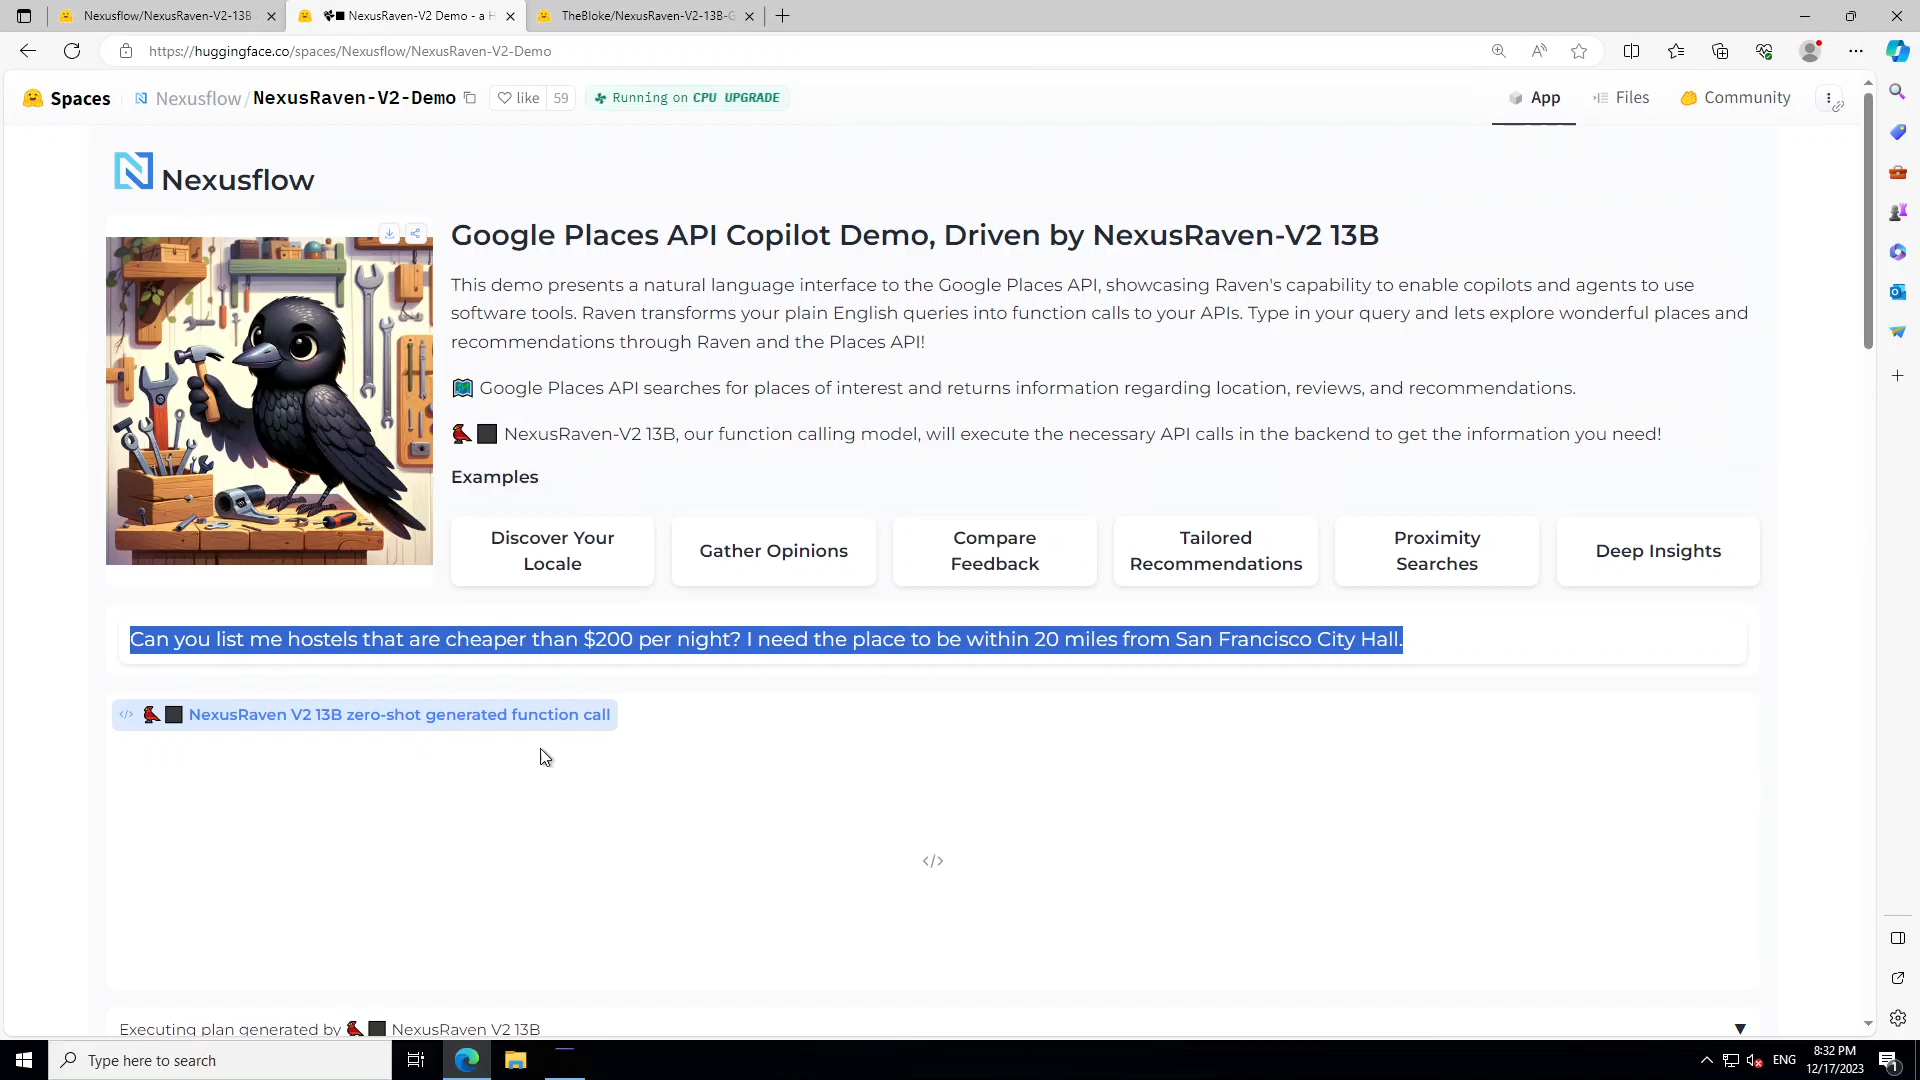 Nexusflow/NexusRaven-V2-13B
NexusRaven-V2 Demo - a H
TheBloke/NexusRaven-V2-13B-G
https://huggingface.co/spaces/Nexusflow/NexusRaven-V2-Demo
Spaces
Nexusflow/NexusRaven-V2-Demo
like 59
Running on CPU UPGRADE
App
Files
Community
Nexusflow
Google Places API Copilot Demo, Driven by NexusRaven-V2 13B
This demo presents a natural language interface to the Google Places API, showcasing Raven's capability to enable copilots and agents to use
software tools. Raven transforms your plain English queries into function calls to your APIs. Type in your query and lets explore wonderful places and
recommendations through Raven and the Places API!
Google Places API searches for places of interest and returns information regarding location, reviews, and recommendations.
NexusRaven-V2 13B, our function calling model, will execute the necessary API calls in the backend to get the information you need!
Examples
Discover Your
Locale
Gather Opinions
Compare
Feedback
Tailored
Recommendations
Proximity
Searches
Deep Insights
Can you list me hostels that are cheaper than $200 per night? I need the place to be within 20 miles from San Francisco City Hall.
</> NexusRaven V2 13B zero-shot generated function call
</>
Executing plan generated by NexusRaven V2 13B
Type here to search
ENG
8:32 PM
12/17/2023
1